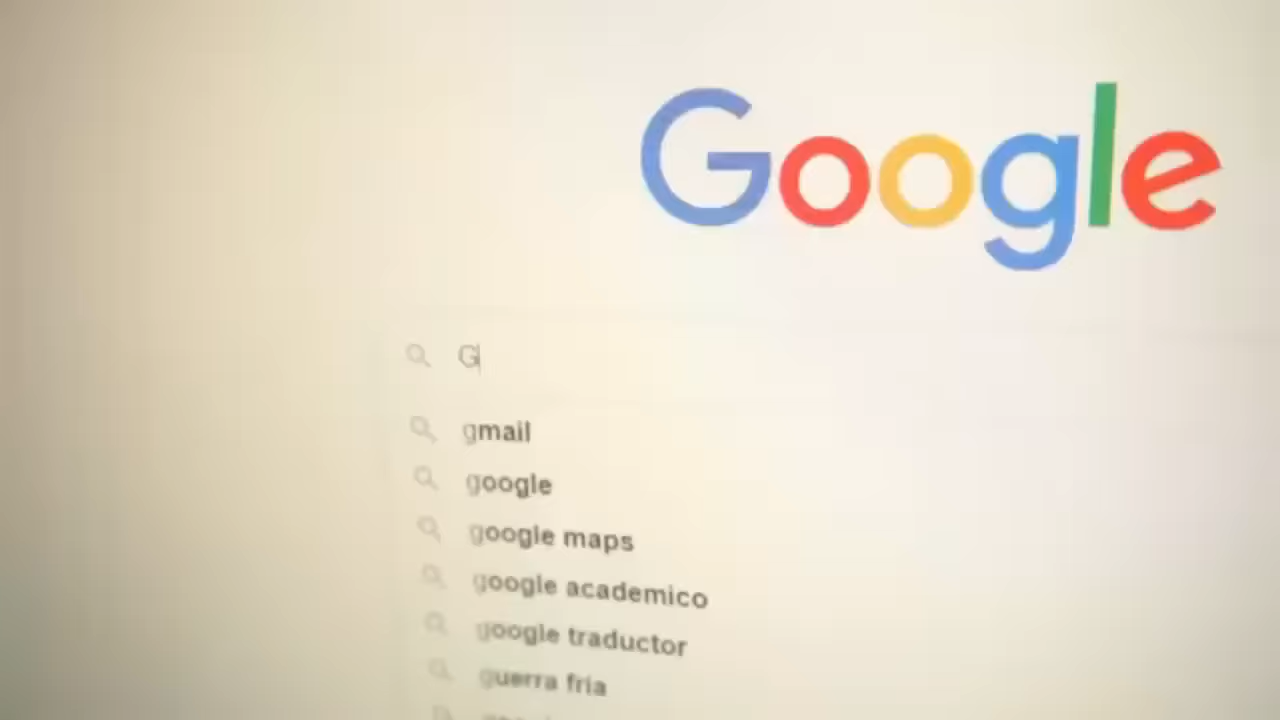 Google
G
gmail
google
google maps
google academico
google traductor
guerra fria